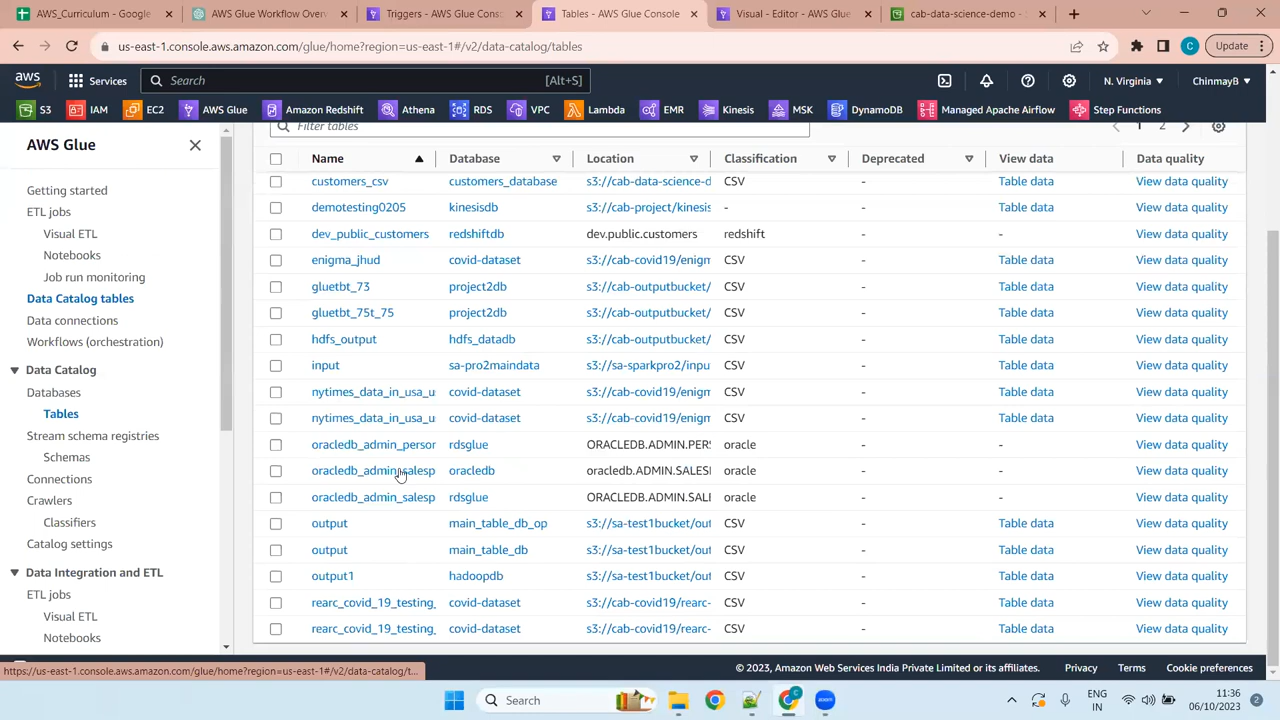 AWS_Curriculum - Google
AWS Glue Workflow Over
Triggers - AWS Glue Cons
Tables - AWS Glue Console
Visual - Editor - AWS Glue
cab-data-science-demo -
us-east-1.console.aws.amazon.com/glue/home?region=us-east-1#/v2/data-catalog/tables
C
Update
aws
Services
Search
[Alt+S]
N. Virginia
ChinmayB
S3
IAM
EC2
AWS Glue
Amazon Redshift
Athena
RDS
VPC
Lambda
EMR
Kinesis
MSK
DynamoDB
Managed Apache Airflow
Step Functions
AWS Glue
Getting started
ETL jobs
Visual ETL
Notebooks
Job run monitoring
Data Catalog tables
Data connections
Workflows (orchestration)
Data Catalog
Databases
Tables
Stream schema registries
Schemas
Connections
Crawlers
Classifiers
Catalog settings
Data Integration and ETL
ETL jobs
Visual ETL
Notebooks
Filter tables
1 2
Name Database Location Classification Deprecated View data Data quality
customers_csv customers_database s3://cab-data-science-d CSV - Table data View data quality
demotesting0205 kinesisdb s3://cab-project/kinesis - - Table data View data quality
dev_public_customers redshiftdb dev.public.customers redshift - - View data quality
enigma_jhud covid-dataset s3://cab-covid19/enigm CSV - Table data View data quality
gluetbt_73 project2db s3://cab-outputbucket/ CSV - Table data View data quality
gluetbt_75t_75 project2db s3://cab-outputbucket/ CSV - Table data View data quality
hdfs_output hdfs_datadb s3://cab-outputbucket/ CSV - Table data View data quality
input sa-pro2maindata s3://sa-sparkpro2/inpu CSV - Table data View data quality
nytimes_data_in_usa_u covid-dataset s3://cab-covid19/enigm CSV - Table data View data quality
nytimes_data_in_usa_u covid-dataset s3://cab-covid19/enigm CSV - Table data View data quality
oracledb_admin_person rdsglue ORACLEDB.ADMIN.PER oracle - - View data quality
oracledb_admin_salesp oracledb oracledb.ADMIN.SALES oracle - - View data quality
oracledb_admin_salesp rdsglue ORACLEDB.ADMIN.SAL oracle - - View data quality
output main_table_db_op s3://sa-test1bucket/out CSV - Table data View data quality
output main_table_db s3://sa-test1bucket/out CSV - Table data View data quality
output1 hadoopdb s3://sa-test1bucket/out CSV - Table data View data quality
rearc_covid_19_testing_ covid-dataset s3://cab-covid19/rearc- CSV - Table data View data quality
rearc_covid_19_testing_ covid-dataset s3://cab-covid19/rearc- CSV - Table data View data quality
https://us-east-1.console.aws.amazon.com/glue/home?region=us-east-1#/v2/data-catalog/t...
© 2023, Amazon Web Services India Private Limited or its affiliates.
Privacy
Terms
Cookie preferences
Search
zoom
ENG
IN
11:36
06/10/2023
2